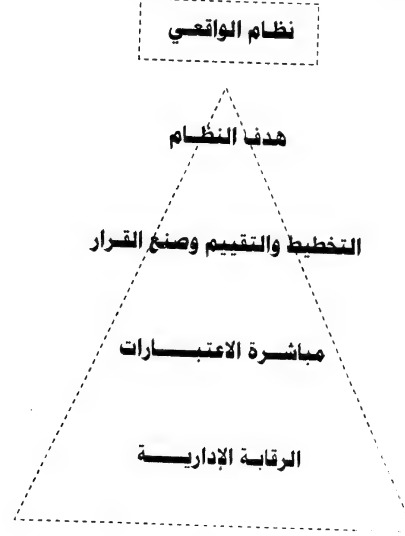 نظام الواقعي
هدف النظام
التخطيط والتقييم وصنع القرار
مباشرة الاعتبارات
الرقابة الإدارية